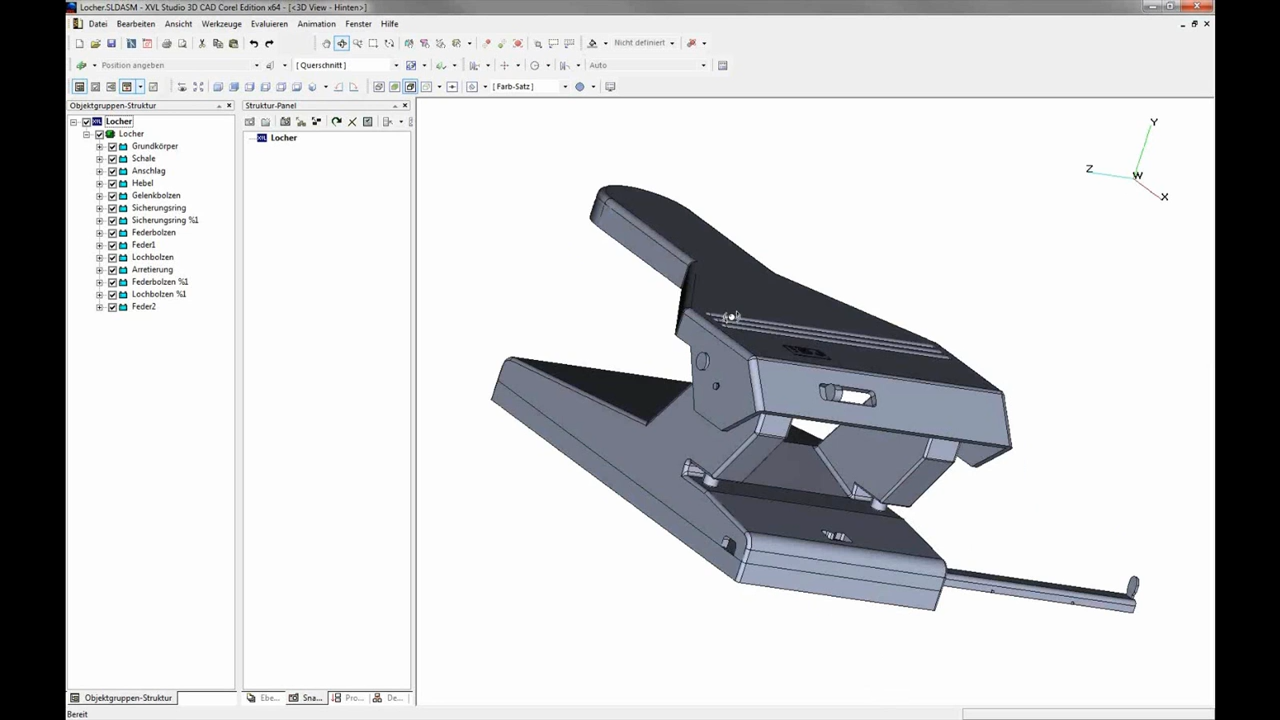 Locher.SLDASM - XVL Studio 3D CAD Corel Edition x64 - [<3D View - Hinten>]
Datei Bearbeiten Ansicht Werkzeuge Evaluieren Animation Fenster Hilfe
Nicht definiert
Position angeben [ Querschnitt ] Auto
[ Farb-Satz ]
Objektgruppen-Struktur Struktur-Panel
Locher
Locher
Grundkörper
Schale
Anschlag
Hebel
Gelenkbolzen
Sicherungsring
Sicherungsring %1
Federbolzen
Feder1
Lochbolzen
Arretierung
Federbolzen %1
Lochbolzen %1
Feder2
XVL Locher
Y
Z
W
X
Objektgruppen-Struktur Ebe... Sna... Pro... De...
Bereit